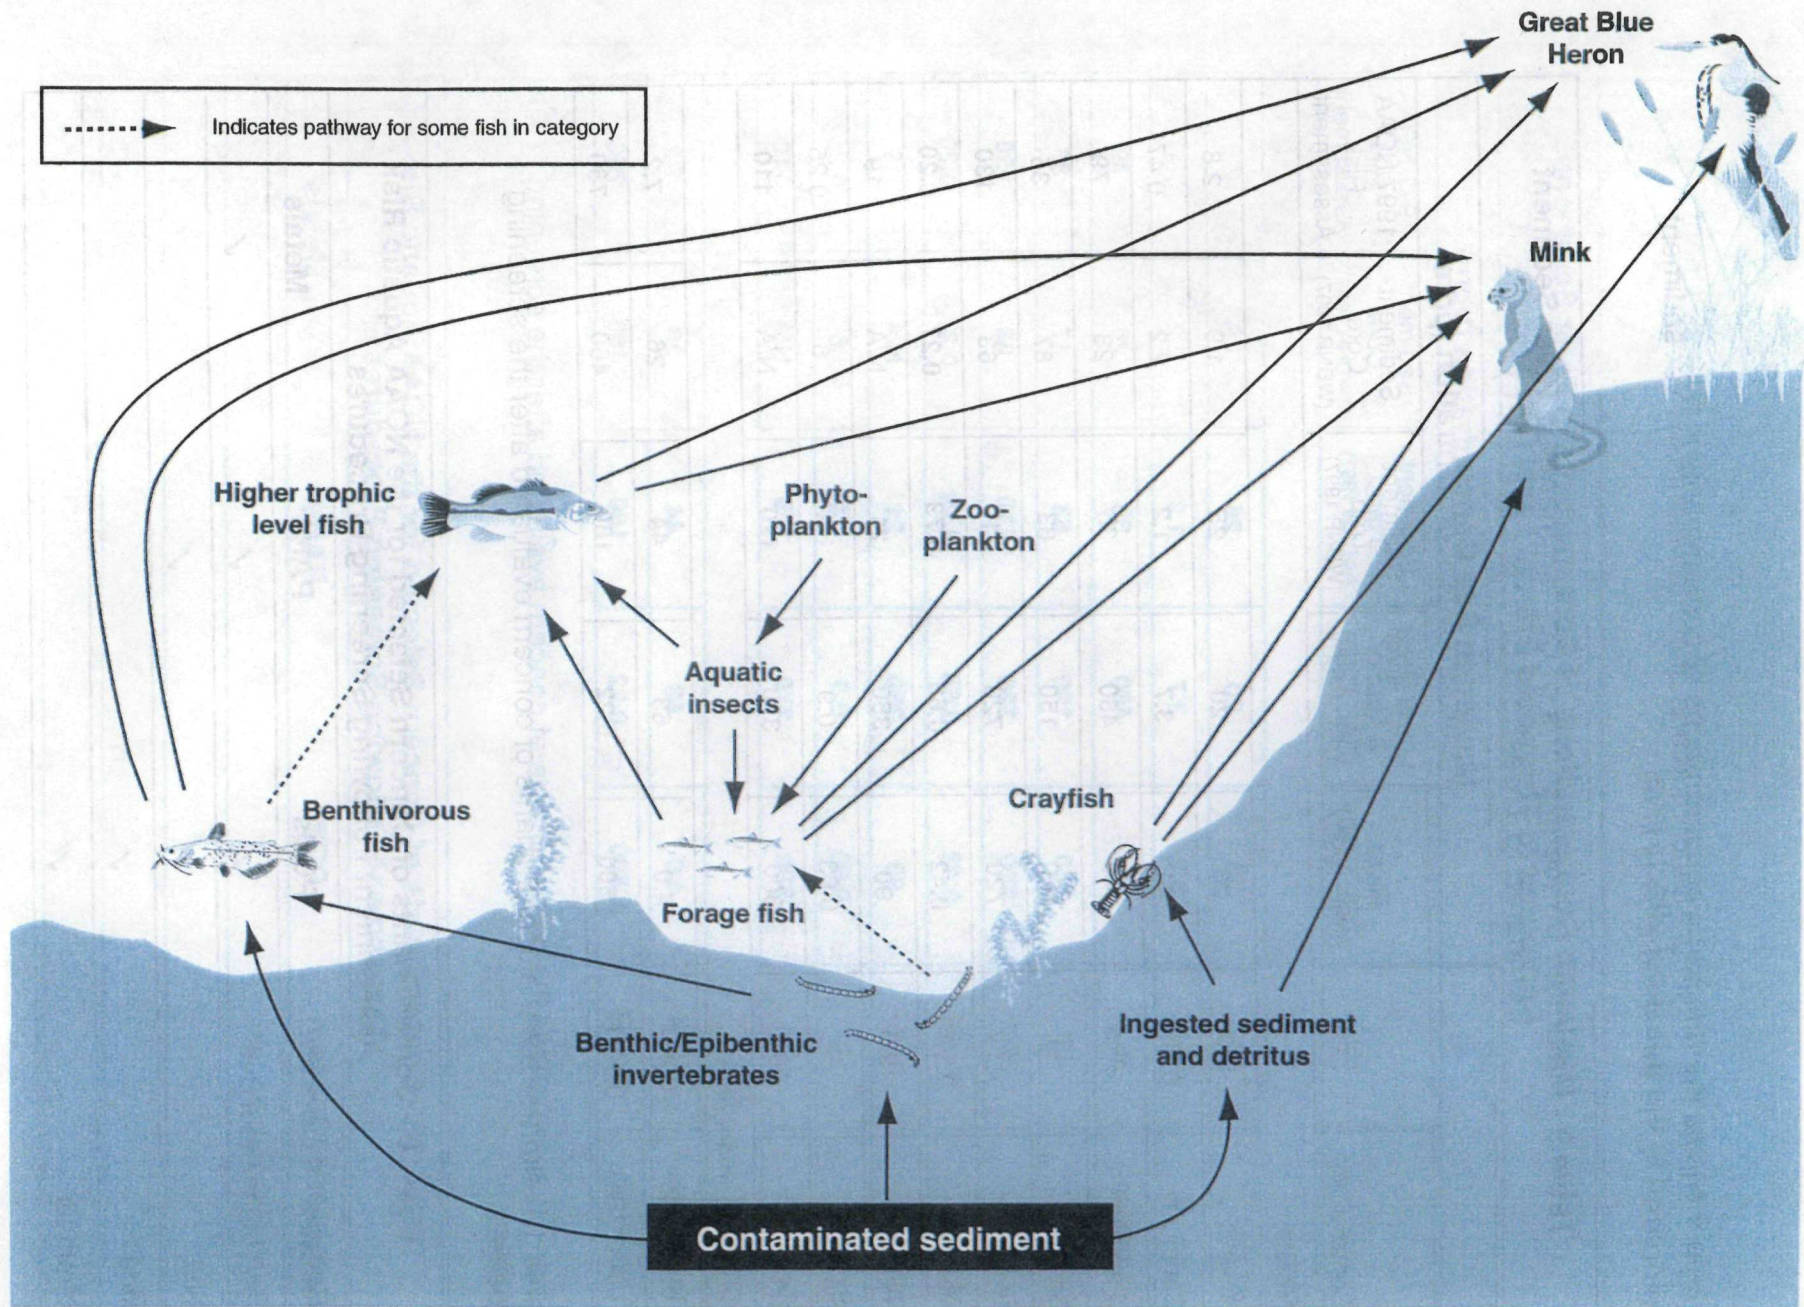 Great Blue
Heron
Indicates pathway for some fish in category
Mink
Higher trophic
level fish
Phyto-
plankton
Zoo-
plankton
Aquatic
insects
Benthivorous
fish
Crayfish
Forage fish
Benthic/Epibenthic
invertebrates
Ingested sediment
and detritus
Contaminated sediment